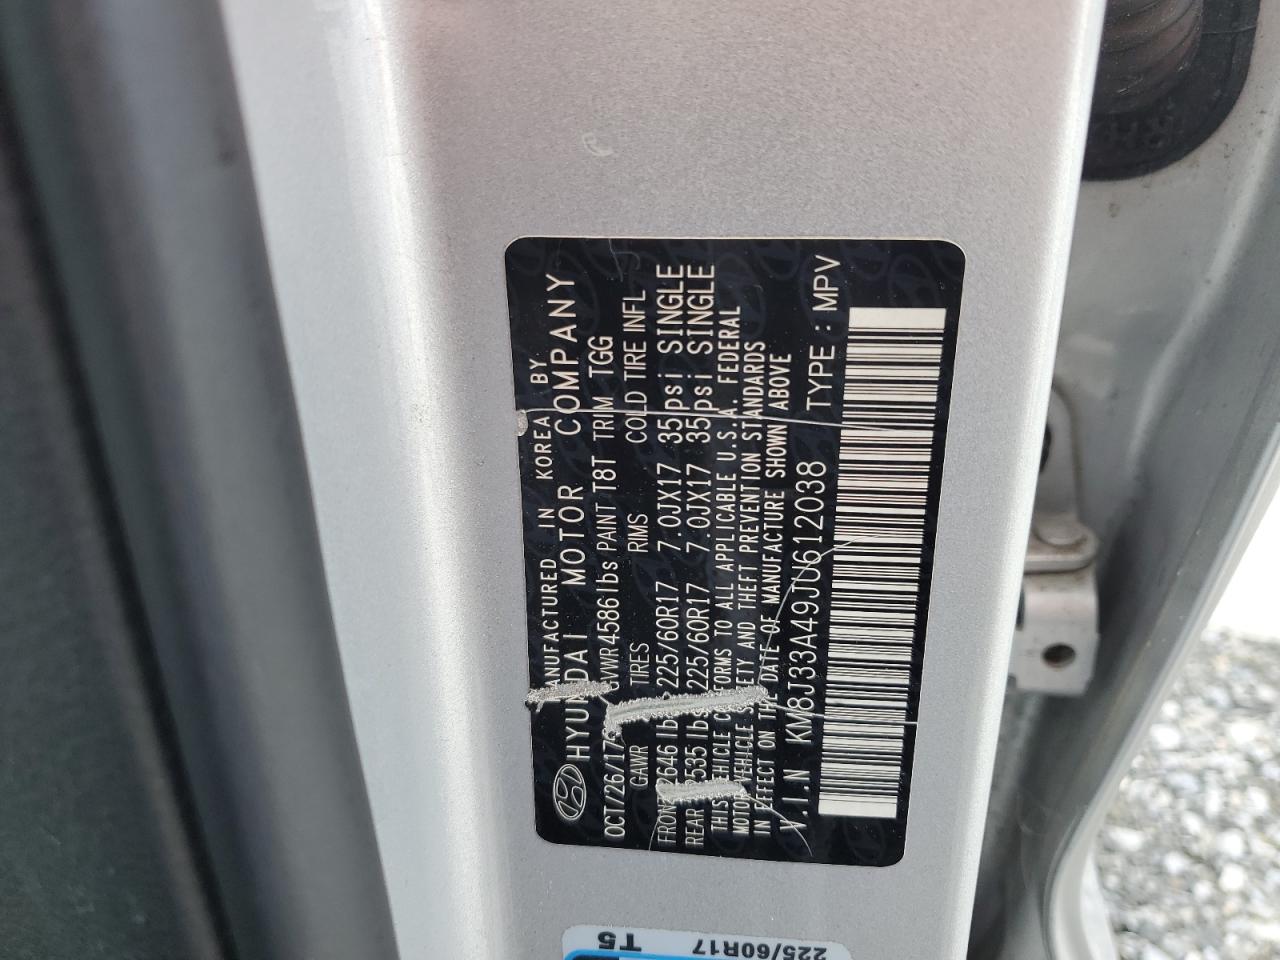 MANUFACTURED IN KOREA BY
HYUNDAI MOTOR COMPANY
OCT/26/17 GVWR 4586 lbs PAINT T8T TRIM TGG
GAWR TIRES RIMS COLD TIRE INFL
FRONT 2646 lbs 225/60R17 7.0JX17 35psi SINGLE
REAR 2535 lbs 225/60R17 7.0JX17 35psi SINGLE
THIS VEHICLE CONFORMS TO ALL APPLICABLE U.S.A. FEDERAL
MOTOR VEHICLE SAFETY AND THEFT PREVENTION STANDARDS
IN EFFECT ON THE DATE OF MANUFACTURE SHOWN ABOVE
V.I.N KM8J33A49JU612038 TYPE : MPV
225/60R17 T5